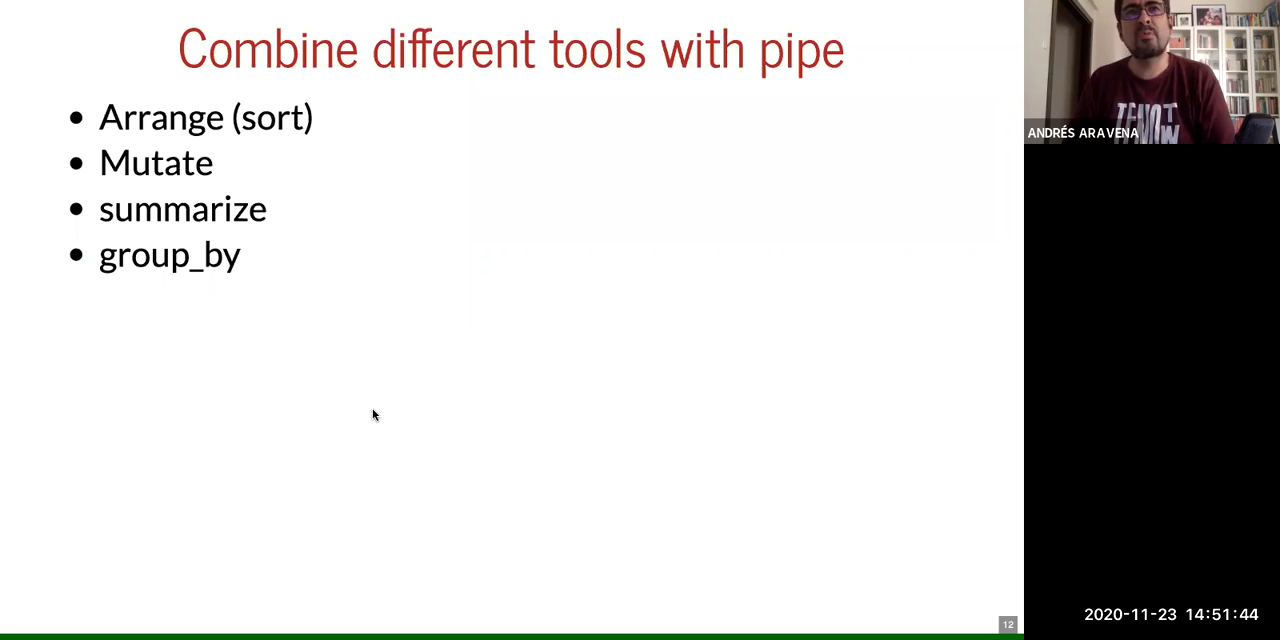 Combine different tools with pipe
• Arrange (sort)
• Mutate
• summarize
• group_by
12
ANDRÉS ARAVENA
2020-11-23 14:51:44